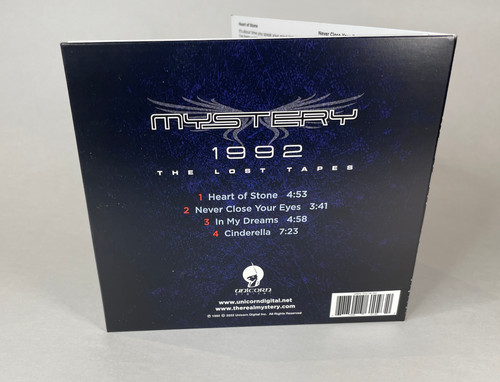 Heart of Stone
Never Close Your
MYSTERY
1992
THE LOST TAPES
1 Heart of Stone 4:53
2 Never Close Your Eyes 3:41
3 In My Dreams 4:58
4 Cinderella 7:23
UNICORN
www.unicorndigital.net
www.therealmystery.com